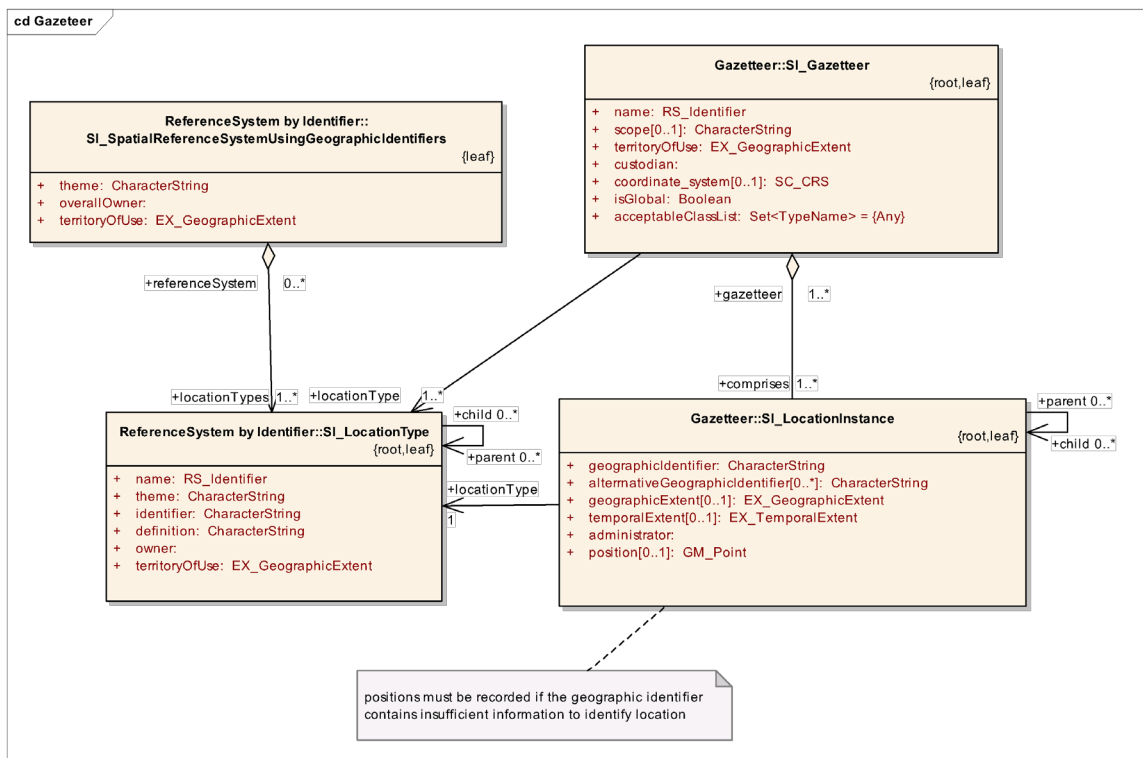 cd Gazeteer
ReferenceSystem by Identifier::
SI_SpatialReferenceSystemUsingGeographicIdentifiers
{leaf}
+ theme: CharacterString
+ overallOwner:
+ territoryOfUse: EX_GeographicExtent
Gazetteer::SI_Gazetteer
{root,leaf}
+ name: RS_Identifier
+ scope[0..1]: CharacterString
+ territoryOfUse: EX_GeographicExtent
+ custodian:
+ coordinate_system[0..1]: SC_CRS
+ isGlobal: Boolean
+ acceptableClassList: Set<TypeName> = {Any}
+referenceSystem 0..*
+gazetteer 1..*
+locationTypes 1..*
+locationType 1..*
+comprises 1..*
ReferenceSystem by Identifier::SI_LocationType
{root,leaf}
+ name: RS_Identifier
+ theme: CharacterString
+ identifier: CharacterString
+ definition: CharacterString
+ owner:
+ territoryOfUse: EX_GeographicExtent
+child 0..*
+parent 0..*
+locationType
1
Gazetteer::SI_LocationInstance
{root,leaf}
+ geographicIdentifier: CharacterString
+ alterrnativeGeographicIdentifier[0..*]: CharacterString
+ geographicExtent[0..1]: EX_GeographicExtent
+ temporalExtent[0..1]: EX_TemporalExtent
+ administrator:
+ position[0..1]: GM_Point
+parent 0..*
+child 0..*
positions must be recorded if the geographic identifier
contains insufficient information to identify location